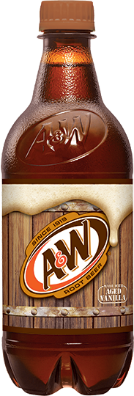 A&W
SINCE 1919
A&W
ROOT BEER
MADE WITH
AGED
VANILLA